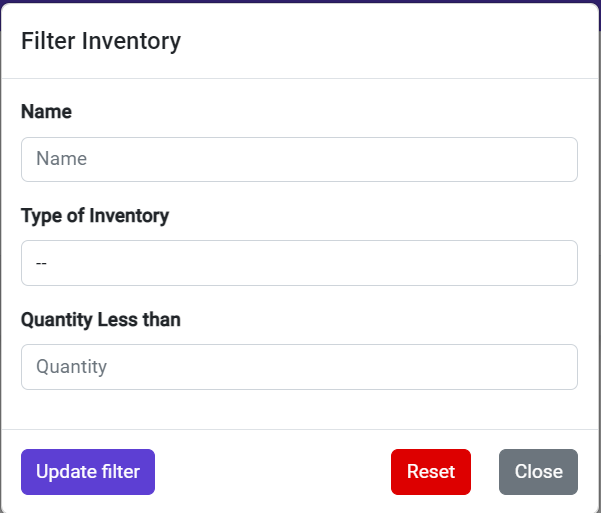 Filter Inventory
Name
Name
Type of Inventory
--
Quantity Less than
Quantity
Update filter Reset Close